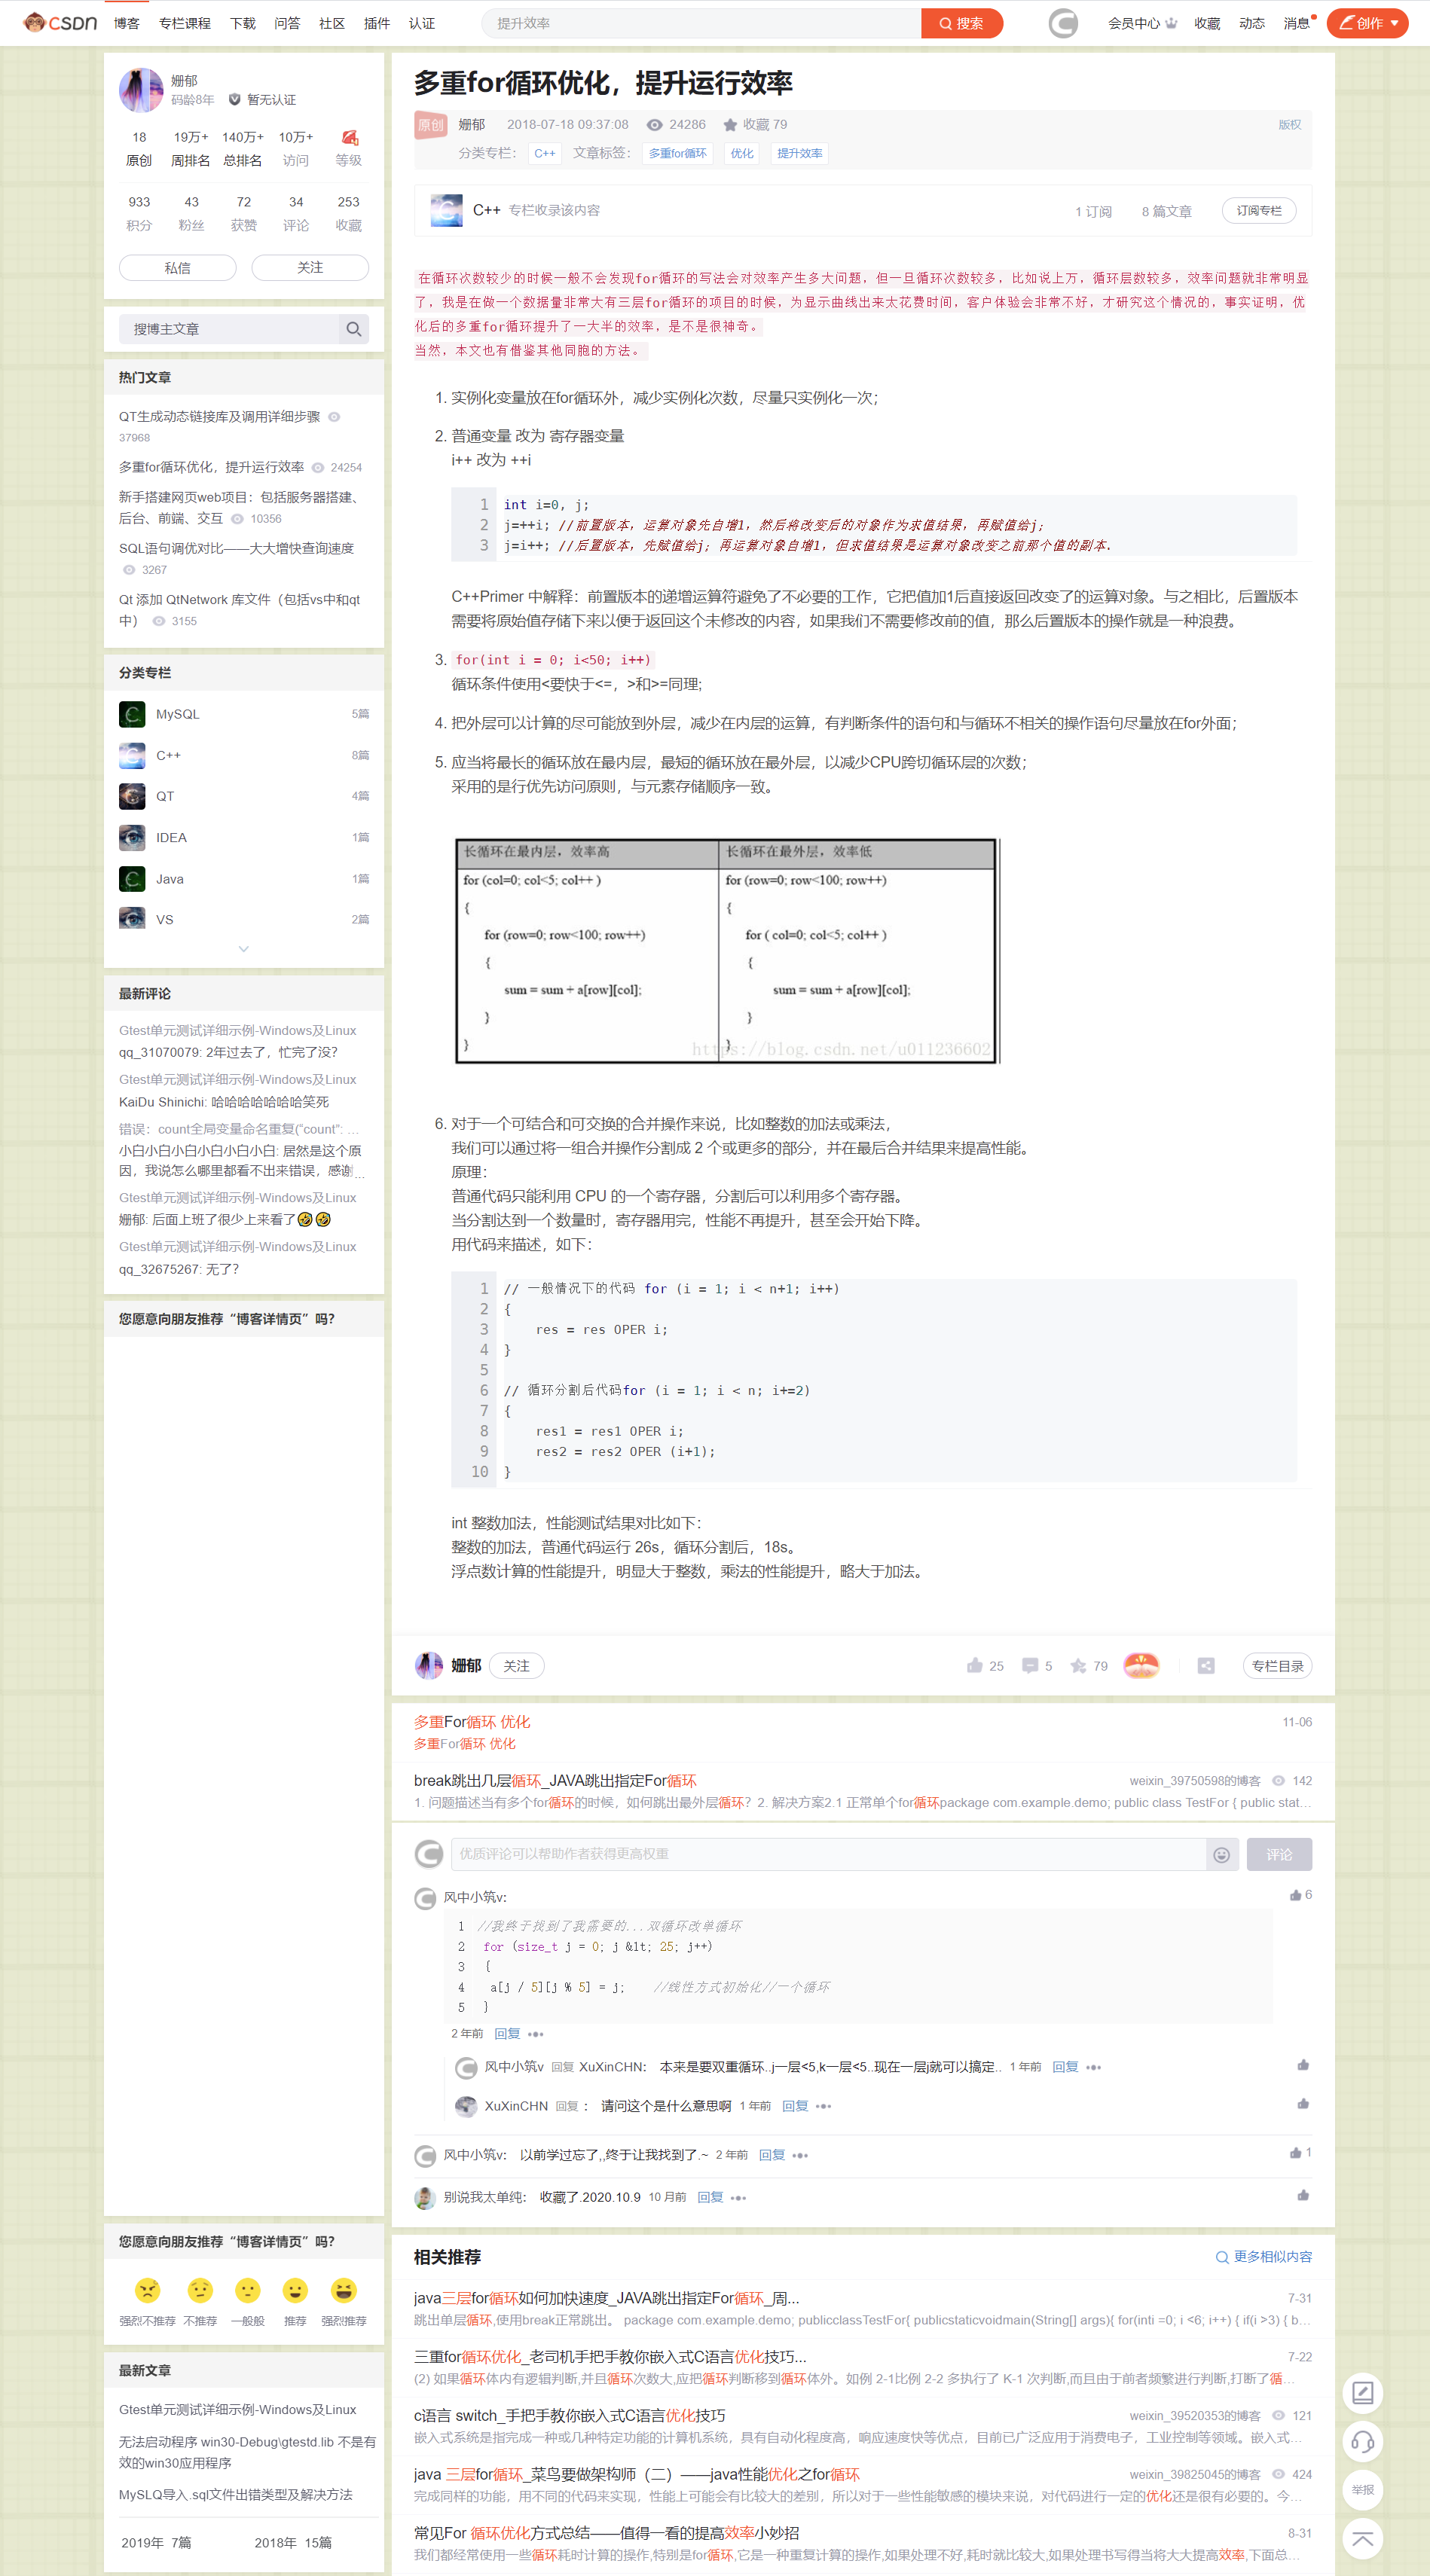 CSDN 博客 专栏课程 下载 问答 社区 插件 认证 提升效率 搜索 会员中心 收藏 动态 消息 创作
姗郁
码龄8年 暂无认证
18 19万+ 140万+ 10万+
原创 周排名 总排名 访问 等级
933 43 72 34 253
积分 粉丝 获赞 评论 收藏
私信 关注
搜博主文章
热门文章
QT生成动态链接库及调用详细步骤
37968
多重for循环优化，提升运行效率 24254
新手搭建网页web项目：包括服务器搭建、
后台、前端、交互 10356
SQL语句调优对比——大大增快查询速度
3267
Qt 添加 QtNetwork 库文件（包括vs中和qt
中） 3155
分类专栏
MySQL 5篇
C++ 8篇
QT 4篇
IDEA 1篇
Java 1篇
VS 2篇
最新评论
Gtest单元测试详细示例-Windows及Linux
qq_31070079: 2年过去了，忙完了没？
Gtest单元测试详细示例-Windows及Linux
KaiDu Shinichi: 哈哈哈哈哈哈哈笑死
错误：count全局变量命名重复("count": ...
小白小白小白小白小白小白: 居然是这个原
因，我说怎么哪里都看不出来错误，感谢...
Gtest单元测试详细示例-Windows及Linux
姗郁: 后面上班了很少上来看了🤣🤣
Gtest单元测试详细示例-Windows及Linux
qq_32675267: 无了？
您愿意向朋友推荐“博客详情页”吗？
您愿意向朋友推荐“博客详情页”吗？
强烈不推荐 不推荐 一般般 推荐 强烈推荐
最新文章
Gtest单元测试详细示例-Windows及Linux
无法启动程序 win30-Debug\gtestd.lib 不是有
效的win30应用程序
MySLQ导入.sql文件出错类型及解决方法
2019年 7篇 2018年 15篇
多重for循环优化，提升运行效率
原创 姗郁 2018-07-18 09:37:08 24286 收藏 79 版权
分类专栏： C++ 文章标签： 多重for循环 优化 提升效率
C++ 专栏收录该内容 1 订阅 8 篇文章 订阅专栏
在循环次数较少的时候一般不会发现for循环的写法会对效率产生多大问题，但一旦循环次数较多，比如说上万，循环层数较多，效率问题就非常明显
了，我是在做一个数据量非常大有三层for循环的项目的时候，为显示曲线出来太花费时间，客户体验会非常不好，才研究这个情况的，事实证明，优
化后的多重for循环提升了一大半的效率，是不是很神奇。
当然，本文也有借鉴其他同胞的方法。
1. 实例化变量放在for循环外，减少实例化次数，尽量只实例化一次；
2. 普通变量 改为 寄存器变量
i++ 改为 ++i
1 int i=0, j;
2 j=++i; //前置版本，运算对象先自增1，然后将改变后的对象作为求值结果，再赋值给j;
3 j=i++; //后置版本，先赋值给j; 再运算对象自增1，但求值结果是运算对象改变之前那个值的副本.
C++Primer 中解释：前置版本的递增运算符避免了不必要的工作，它把值加1后直接返回改变了的运算对象。与之相比，后置版本
需要将原始值存储下来以便于返回这个未修改的内容，如果我们不需要修改前的值，那么后置版本的操作就是一种浪费。
3. for(int i = 0; i<50; i++)
循环条件使用<要快于<=，>和>=同理;
4. 把外层可以计算的尽可能放到外层，减少在内层的运算，有判断条件的语句和与循环不相关的操作语句尽量放在for外面；
5. 应当将最长的循环放在最内层，最短的循环放在最外层，以减少CPU跨切循环层的次数；
采用的是行优先访问原则，与元素存储顺序一致。
长循环在最内层，效率高 长循环在最外层，效率低
for (col=0; col<5; col++ ) for (row=0; row<100; row++)
{ {
for (row=0; row<100; row++) for ( col=0; col<5; col++ )
{ {
sum = sum + a[row][col]; sum = sum + a[row][col];
} }
} }
https://blog.csdn.net/u011236602
6. 对于一个可结合和可交换的合并操作来说，比如整数的加法或乘法，
我们可以通过将一组合并操作分割成 2 个或更多的部分，并在最后合并结果来提高性能。
原理：
普通代码只能利用 CPU 的一个寄存器，分割后可以利用多个寄存器。
当分割达到一个数量时，寄存器用完，性能不再提升，甚至会开始下降。
用代码来描述，如下：
1 // 一般情况下的代码 for (i = 1; i < n+1; i++)
2 {
3 res = res OPER i;
4 }
5
6 // 循环分割后代码for (i = 1; i < n; i+=2)
7 {
8 res1 = res1 OPER i;
9 res2 = res2 OPER (i+1);
10 }
int 整数加法，性能测试结果对比如下：
整数的加法，普通代码运行 26s，循环分割后，18s。
浮点数计算的性能提升，明显大于整数，乘法的性能提升，略大于加法。
姗郁 关注 25 5 79 专栏目录
多重For循环 优化 11-06
多重For循环 优化
break跳出几层循环_JAVA跳出指定For循环 weixin_39750598的博客 142
1. 问题描述当有多个for循环的时候，如何跳出最外层循环？2. 解决方案2.1 正常单个for循环package com.example.demo; public class TestFor { public stat...
优质评论可以帮助作者获得更高权重 评论
风中小筑v: 6
1 //我终于找到了我需要的...双循环改单循环
2 for (size_t j = 0; j &lt; 25; j++)
3 {
4 a[j / 5][j % 5] = j; //线性方式初始化//一个循环
5 }
2 年前 回复
风中小筑v 回复 XuXinCHN： 本来是要双重循环..j一层<5,k一层<5..现在一层j就可以搞定.. 1 年前 回复
XuXinCHN 回复 ： 请问这个是什么意思啊 1 年前 回复
风中小筑v： 以前学过忘了,,终于让我找到了.~ 2 年前 回复 1
别说我太单纯： 收藏了.2020.10.9 10 月前 回复
相关推荐 更多相似内容
java三层for循环如何加快速度_JAVA跳出指定For循环_周... 7-31
跳出单层循环,使用break正常跳出。 package com.example.demo; publicclassTestFor{ publicstaticvoidmain(String[] args){ for(inti =0; i <6; i++) { if(i >3) { b...
三重for循环优化_老司机手把手教你嵌入式C语言优化技巧... 7-22
(2) 如果循环体内有逻辑判断,并且循环次数大,应把循环判断移到循环体外。如例 2-1比例 2-2 多执行了 K-1 次判断,而且由于前者频繁进行判断,打断了循...
c语言 switch_手把手教你嵌入式C语言优化技巧 weixin_39520353的博客 121
嵌入式系统是指完成一种或几种特定功能的计算机系统，具有自动化程度高，响应速度快等优点，目前已广泛应用于消费电子，工业控制等领域。嵌入式...
java 三层for循环_菜鸟要做架构师（二）——java性能优化之for循环 weixin_39825045的博客 424
完成同样的功能，用不同的代码来实现，性能上可能会有比较大的差别，所以对于一些性能敏感的模块来说，对代码进行一定的优化还是很有必要的。今...
常见For 循环优化方式总结——值得一看的提高效率小妙招 8-31
我们都经常使用一些循环耗时计算的操作,特别是for循环,它是一种重复计算的操作,如果处理不好,耗时就比较大,如果处理书写得当将大大提高效率,下面总...
举报